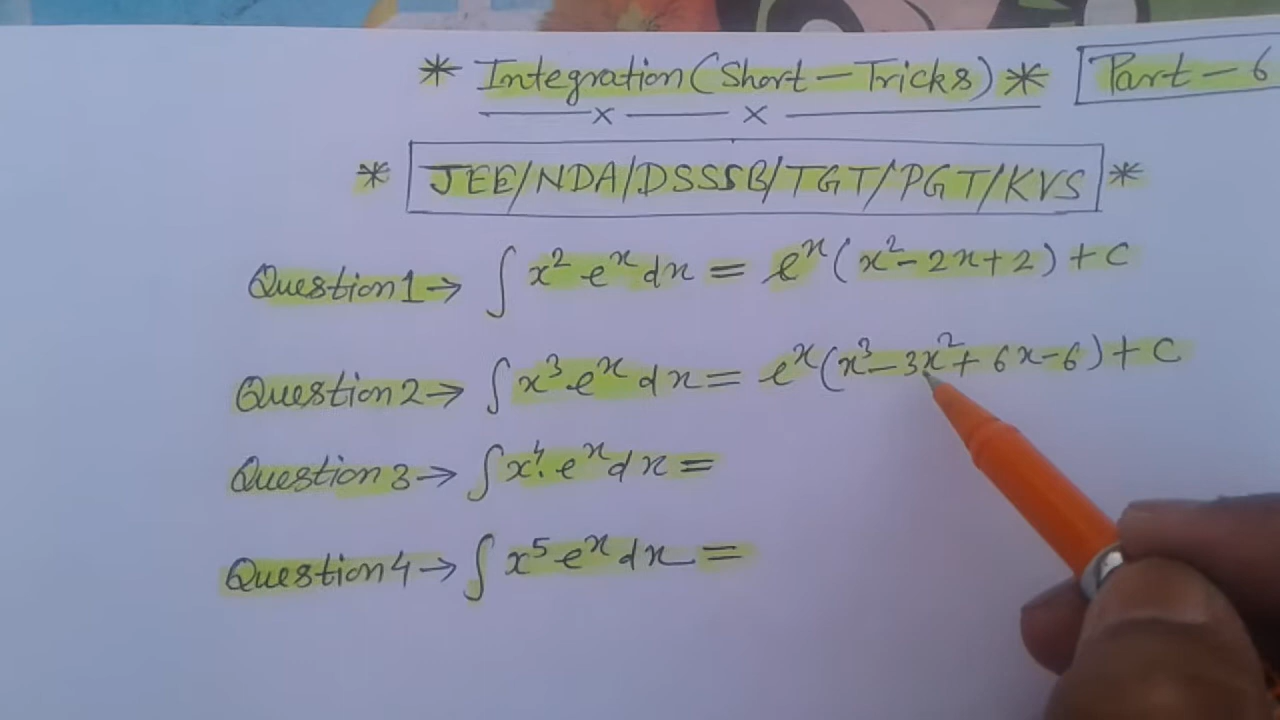 * Integration (Short-Tricks) * Part-6
* JEE/NDA/DSSSB/TGT/PGT/KVS *
Question 1 → ∫ x² eˣ dx = eˣ (x² - 2x + 2) + c
Question 2 → ∫ x³ eˣ dx = eˣ (x³ - 3x² + 6x - 6) + c
Question 3 → ∫ x⁴. eˣ dx =
Question 4 → ∫ x⁵ eˣ dx =